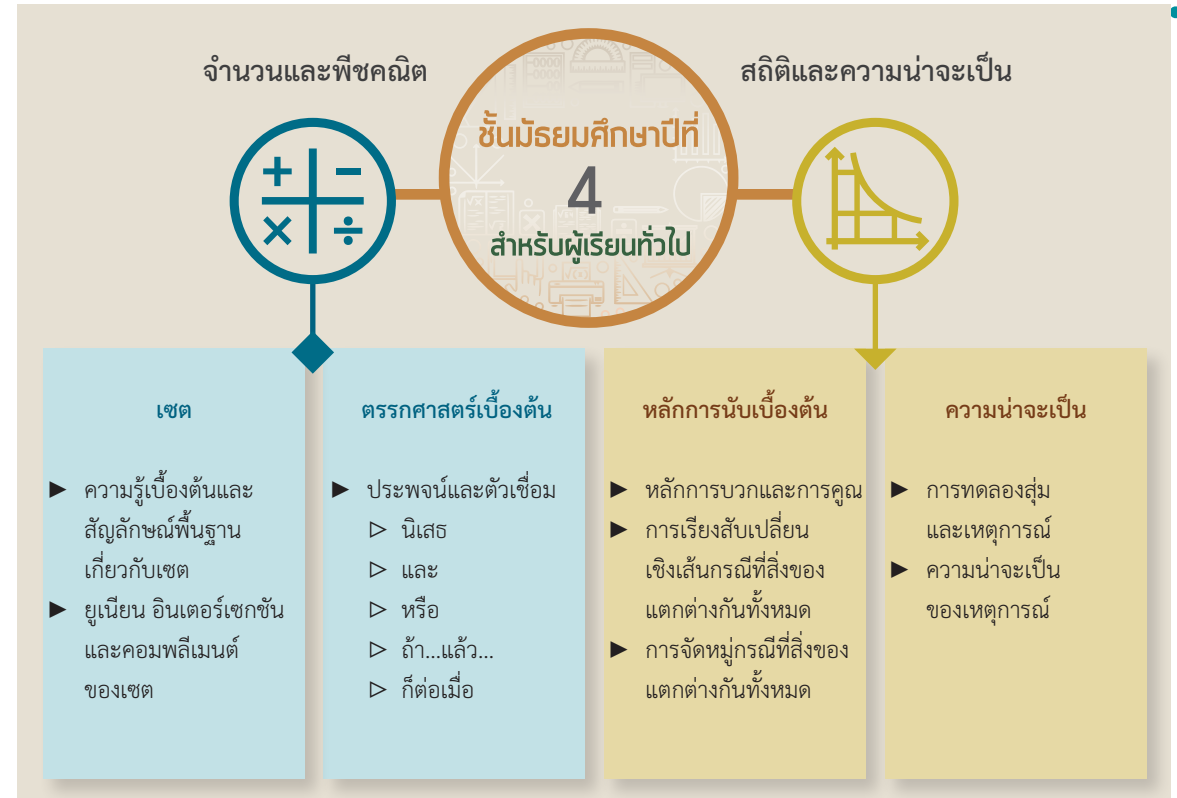 จำนวนและพีชคณิต
ชั้นมัธยมศึกษาปีที่
4
สำหรับผู้เรียนทั่วไป
สถิติและความน่าจะเป็น
เซต
► ความรู้เบื้องต้นและ
สัญลักษณ์พื้นฐาน
เกี่ยวกับเซต
► ยูเนียน อินเตอร์เซกชัน
และคอมพลีเมนต์
ของเซต
ตรรกศาสตร์เบื้องต้น
► ประพจน์และตัวเชื่อม
▷ นิเสธ
▷ และ
▷ หรือ
▷ ถ้า...แล้ว...
▷ ก็ต่อเมื่อ
หลักการนับเบื้องต้น
► หลักการบวกและการคูณ
► การเรียงสับเปลี่ยน
เชิงเส้นกรณีที่สิ่งของ
แตกต่างกันทั้งหมด
► การจัดหมู่กรณีที่สิ่งของ
แตกต่างกันทั้งหมด
ความน่าจะเป็น
► การทดลองสุ่ม
และเหตุการณ์
► ความน่าจะเป็น
ของเหตุการณ์